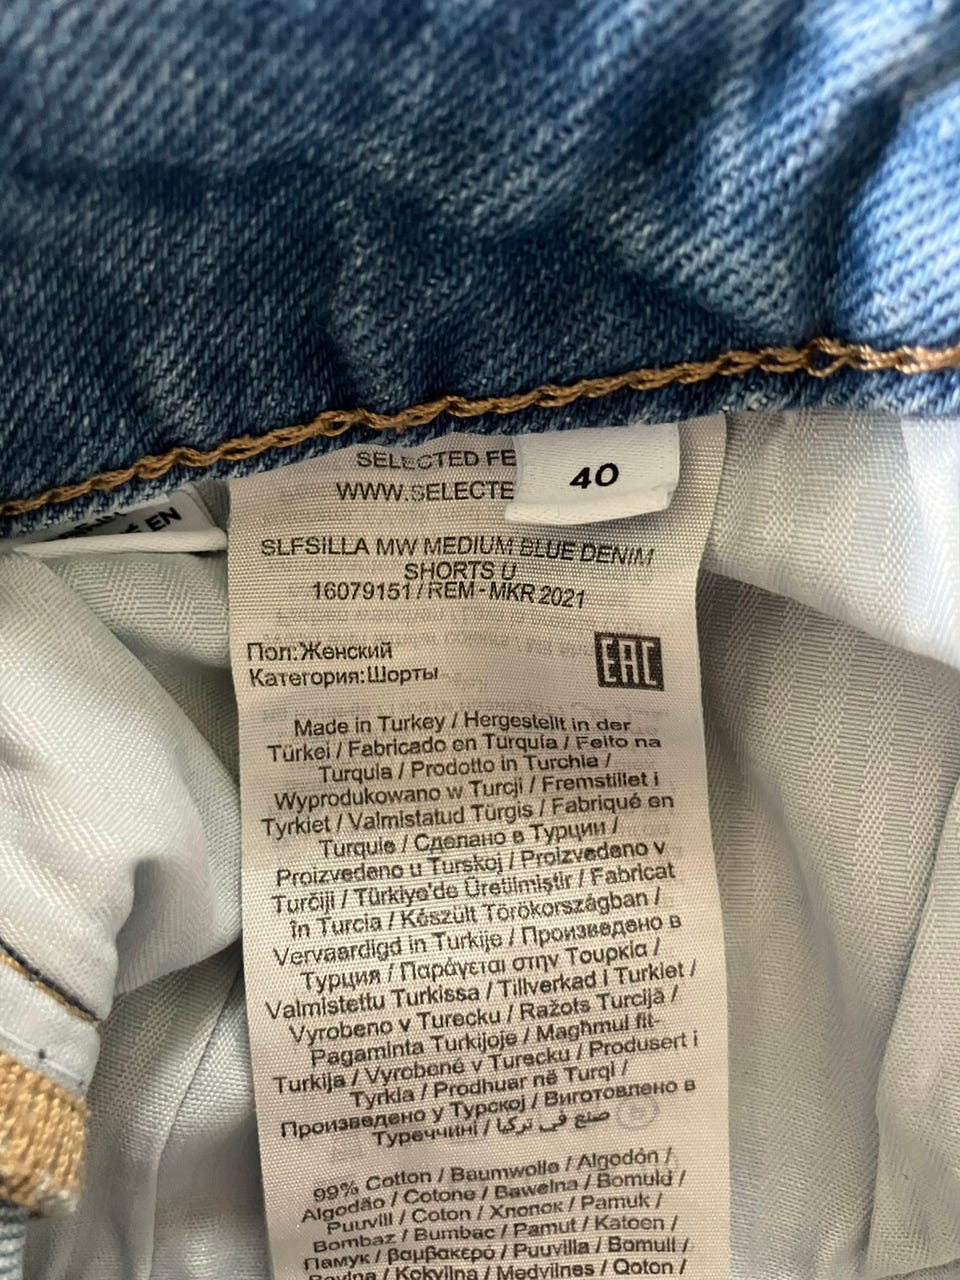 SELECTED FE
40
WWW.SELECTE
EN
SLFSILLA MW MEDIUM BLUE DENIM
SHORTS U
16079151 / REM - MKR 2021
Пол:Женский
Категория:Шорты
EAC
Made in Turkey / Hergestellt in der
Türkei / Fabricado en Turquía / Feito na
Turquia / Prodotto in Turchia /
Wyprodukowano w Turcji / Fremstillet i
Tyrkiet / Valmistatud Türgis / Fabriqué en
Turquie / Сделано в Турции /
Proizvedeno u Turskoj / Proizvedeno v
Turčiji / Türkiye'de Üretilmiştir / Fabricat
în Turcia / Készült Törökországban /
Vervaardigd in Turkije / Произведено в
Турция / Παράγεται στην Τουρκία /
Valmistettu Turkissa / Tillverkad i Turkiet /
Vyrobeno v Turecku / Ražots Turcijā /
Pagaminta Turkijoje / Maghmul fit-
Turkija / Vyrobené v Turecku / Produsert i
Tyrkia / Prodhuar në Turqi /
Произведено у Турској / Виготовлено в
Туреччині / صنع في تركيا
99% Cotton / Baumwolle / Algodón /
Algodão / Cotone / Bawełna / Bomuld /
Puuvill / Coton / Хлопок / Pamuk /
Bombaž / Bumbac / Pamut / Katoen /
Памук / Βαμβακερό / Puuvilla / Bomull /
Bavlna / Kokvilna / Medvilnes / Qoton /